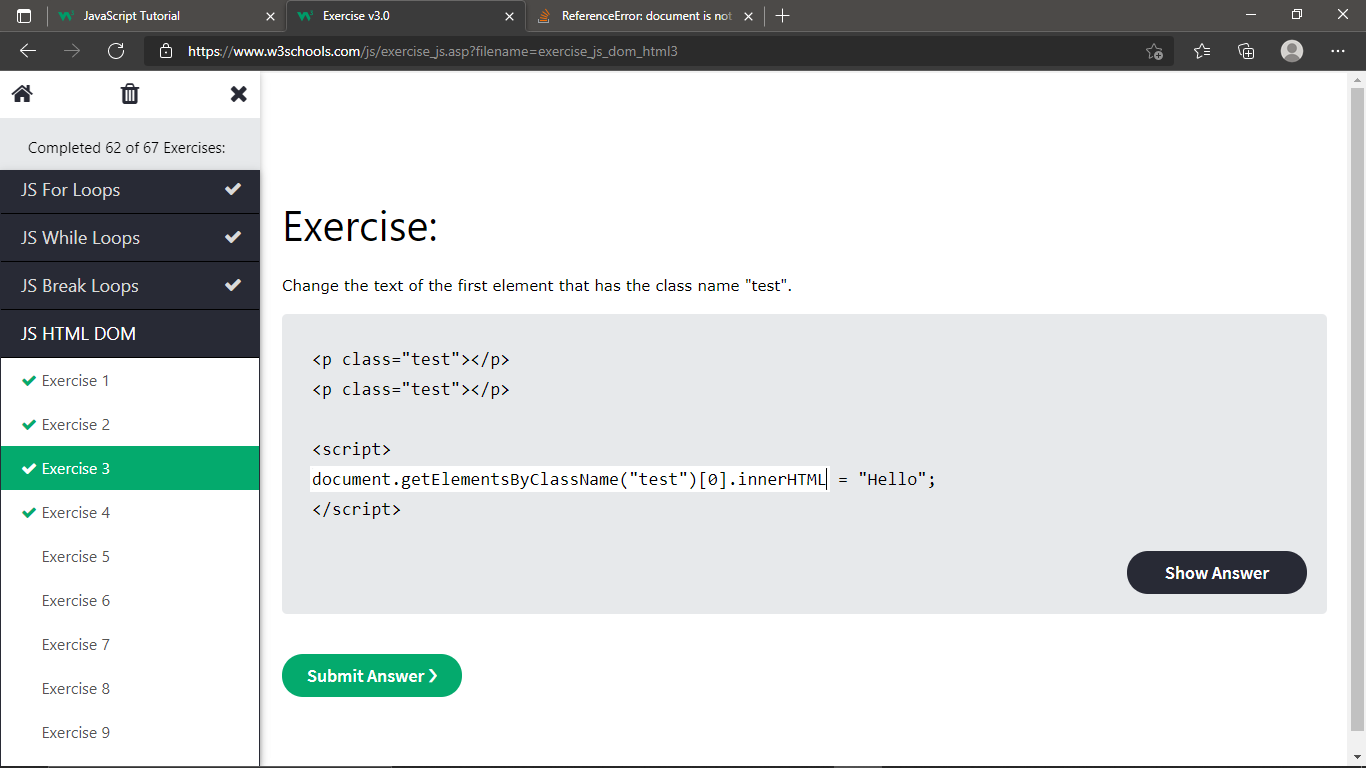 JavaScript Tutorial
Exercise v3.0
ReferenceError: document is not
https://www.w3schools.com/js/exercise_js.asp?filename=exercise_js_dom_html3
Completed 62 of 67 Exercises:
JS For Loops
JS While Loops
JS Break Loops
JS HTML DOM
Exercise 1
Exercise 2
Exercise 3
Exercise 4
Exercise 5
Exercise 6
Exercise 7
Exercise 8
Exercise 9
Exercise:
Change the text of the first element that has the class name "test".
<p class="test"></p>
<p class="test"></p>
<script>
document.getElementsByClassName("test")[0].innerHTML = "Hello";
</script>
Show Answer
Submit Answer ❯